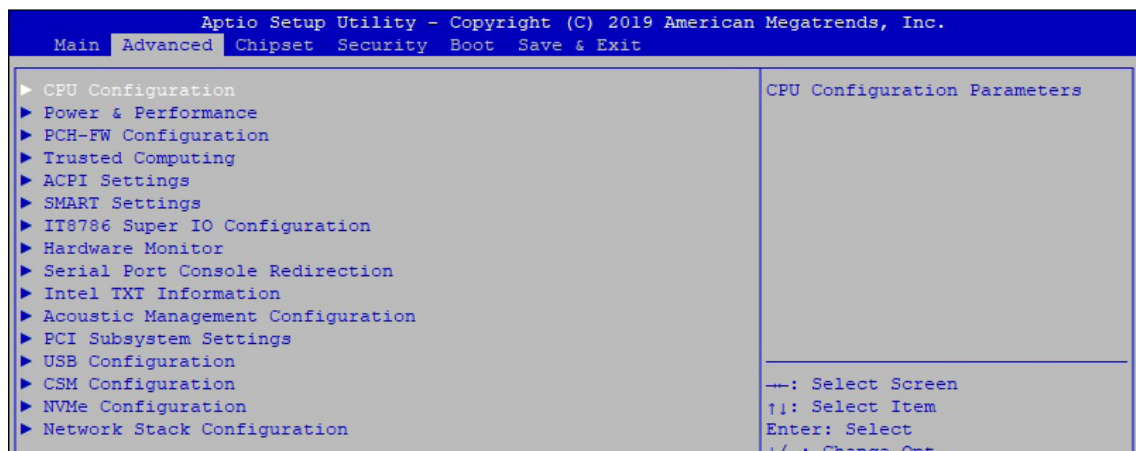 Aptio Setup Utility - Copyright (C) 2019 American Megatrends, Inc.
Main Advanced Chipset Security Boot Save & Exit
► CPU Configuration
► Power & Performance
► PCH-FW Configuration
► Trusted Computing
► ACPI Settings
► SMART Settings
► IT8786 Super IO Configuration
► Hardware Monitor
► Serial Port Console Redirection
► Intel TXT Information
► Acoustic Management Configuration
► PCI Subsystem Settings
► USB Configuration
► CSM Configuration
► NVMe Configuration
► Network Stack Configuration
CPU Configuration Parameters
→←: Select Screen
↑↓: Select Item
Enter: Select
+/-: Change Opt.